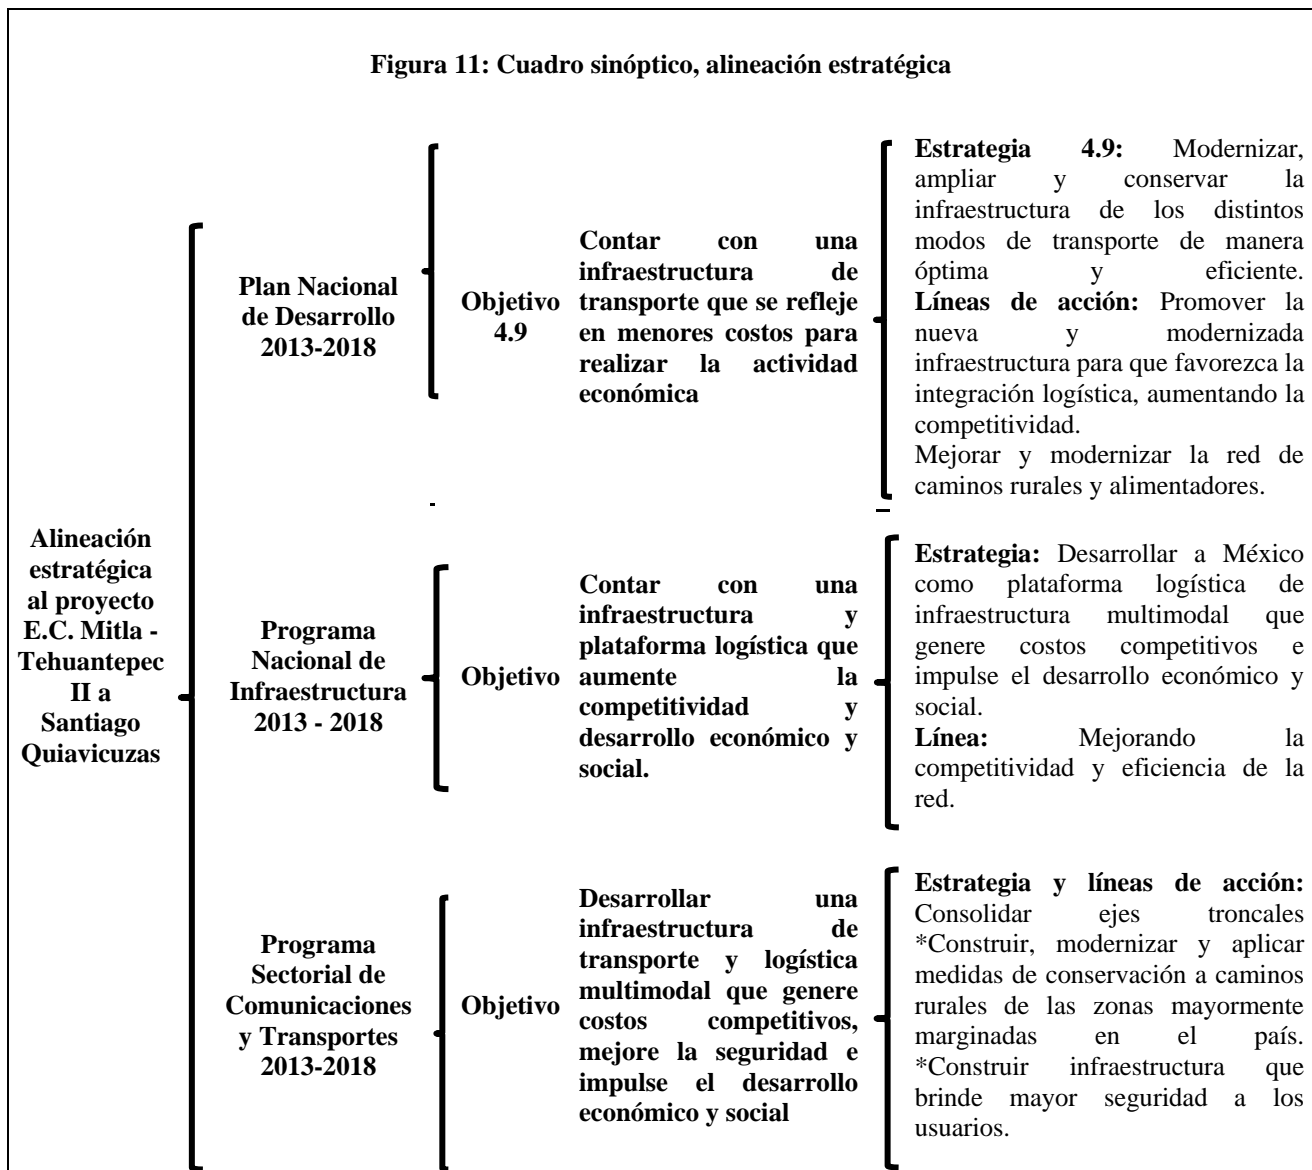 Figura 11: Cuadro sinóptico, alineación estratégica
Alineación
estratégica
al proyecto
E.C. Mitla -
Tehuantepec
II a
Santiago
Quiavicuzas
Plan Nacional
de Desarrollo
2013-2018
Objetivo
4.9
Contar con una
infraestructura de
transporte que se refleje
en menores costos para
realizar la actividad
económica
Estrategia 4.9: Modernizar,
ampliar y conservar la
infraestructura de los distintos
modos de transporte de manera
óptima y eficiente.
Líneas de acción: Promover la
nueva y modernizada
infraestructura para que favorezca la
integración logística, aumentando la
competitividad.
Mejorar y modernizar la red de
caminos rurales y alimentadores.
Programa
Nacional de
Infraestructura
2013 - 2018
Objetivo
Contar con una
infraestructura y
plataforma logística que
aumente la
competitividad y
desarrollo económico y
social.
Estrategia: Desarrollar a México
como plataforma logística de
infraestructura multimodal que
genere costos competitivos e
impulse el desarrollo económico y
social.
Línea: Mejorando la
competitividad y eficiencia de la
red.
Programa
Sectorial de
Comunicaciones
y Transportes
2013-2018
Objetivo
Desarrollar una
infraestructura de
transporte y logística
multimodal que genere
costos competitivos,
mejore la seguridad e
impulse el desarrollo
económico y social
Estrategia y líneas de acción:
Consolidar ejes troncales
*Construir, modernizar y aplicar
medidas de conservación a caminos
rurales de las zonas mayormente
marginadas en el país.
*Construir infraestructura que
brinde mayor seguridad a los
usuarios.